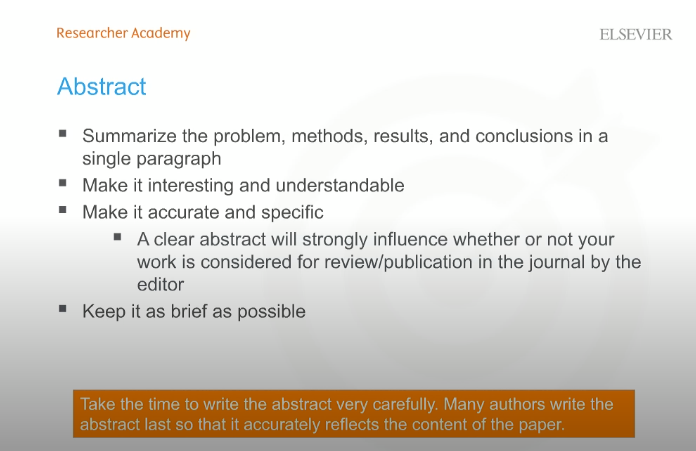 Researcher Academy
ELSEVIER
Abstract
▪ Summarize the problem, methods, results, and conclusions in a
single paragraph
▪ Make it interesting and understandable
▪ Make it accurate and specific
▪ A clear abstract will strongly influence whether or not your
work is considered for review/publication in the journal by the
editor
▪ Keep it as brief as possible
Take the time to write the abstract very carefully. Many authors write the
abstract last so that it accurately reflects the content of the paper.